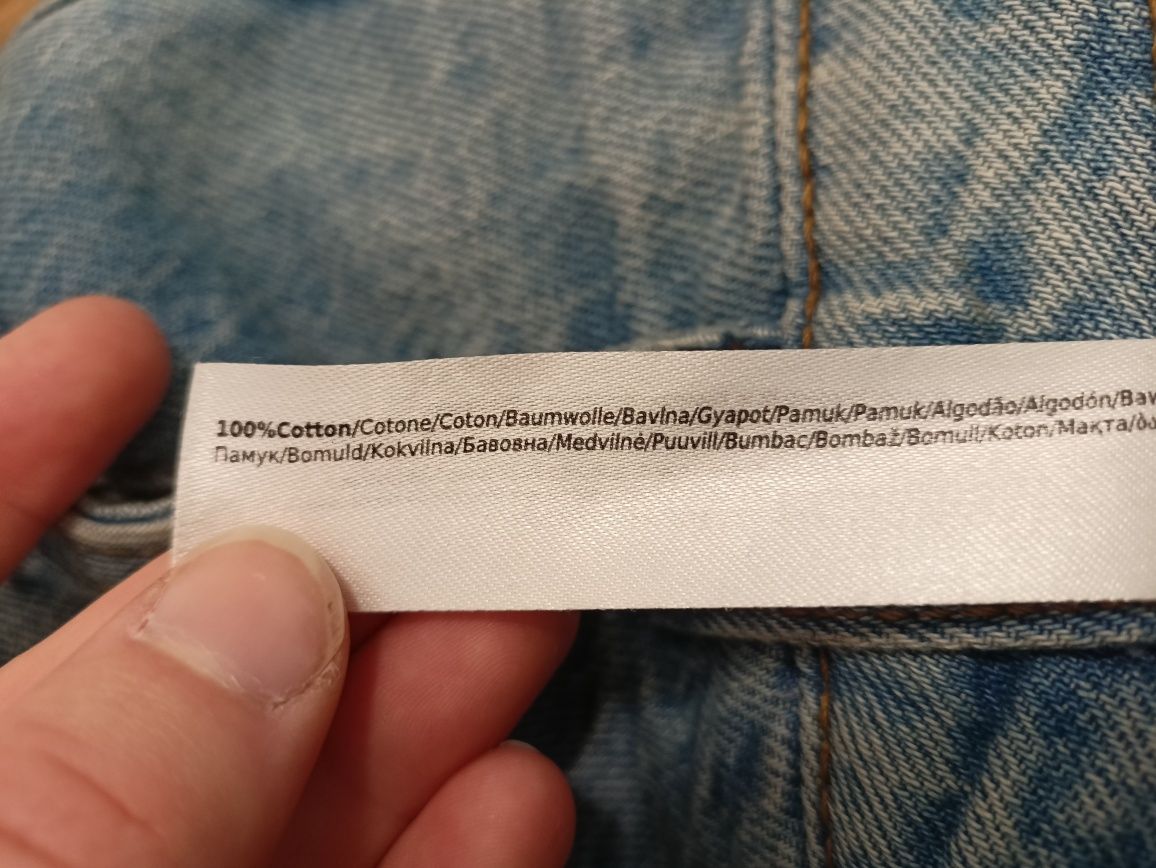 100%Cotton/Cotone/Coton/Baumwolle/Bavlna/Gyapot/Pamuk/Pamuk/Algodão/Algodón/Bav
Памук/Bomuld/Kokvilna/Бавовна/Medvilnė/Puuvill/Bumbac/Bombaž/Bomull/Koton/Мақта/